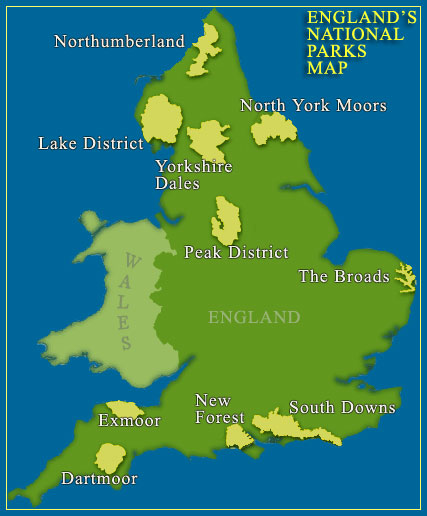 ENGLAND'S
NATIONAL
PARKS
MAP
Northumberland
North York Moors
Lake District
Yorkshire
Dales
Peak District
WALES
The Broads
ENGLAND
New
Forest
South Downs
Exmoor
Dartmoor